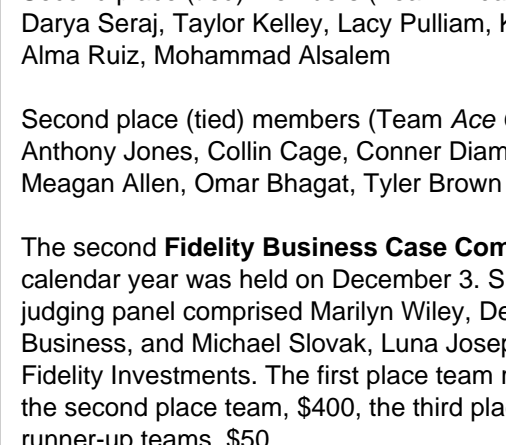 Darya Seraj, Taylor Kelley, Lacy Pulliam,
Alma Ruiz, Mohammad Alsalem
Second place (tied) members (Team Ace
Anthony Jones, Collin Cage, Conner Diam
Meagan Allen, Omar Bhagat, Tyler Brown
The second Fidelity Business Case Com
calendar year was held on December 3. S
judging panel comprised Marilyn Wiley, De
Business, and Michael Slovak, Luna Josep
Fidelity Investments. The first place team
the second place team, $400, the third pla
runner-up teams, $50